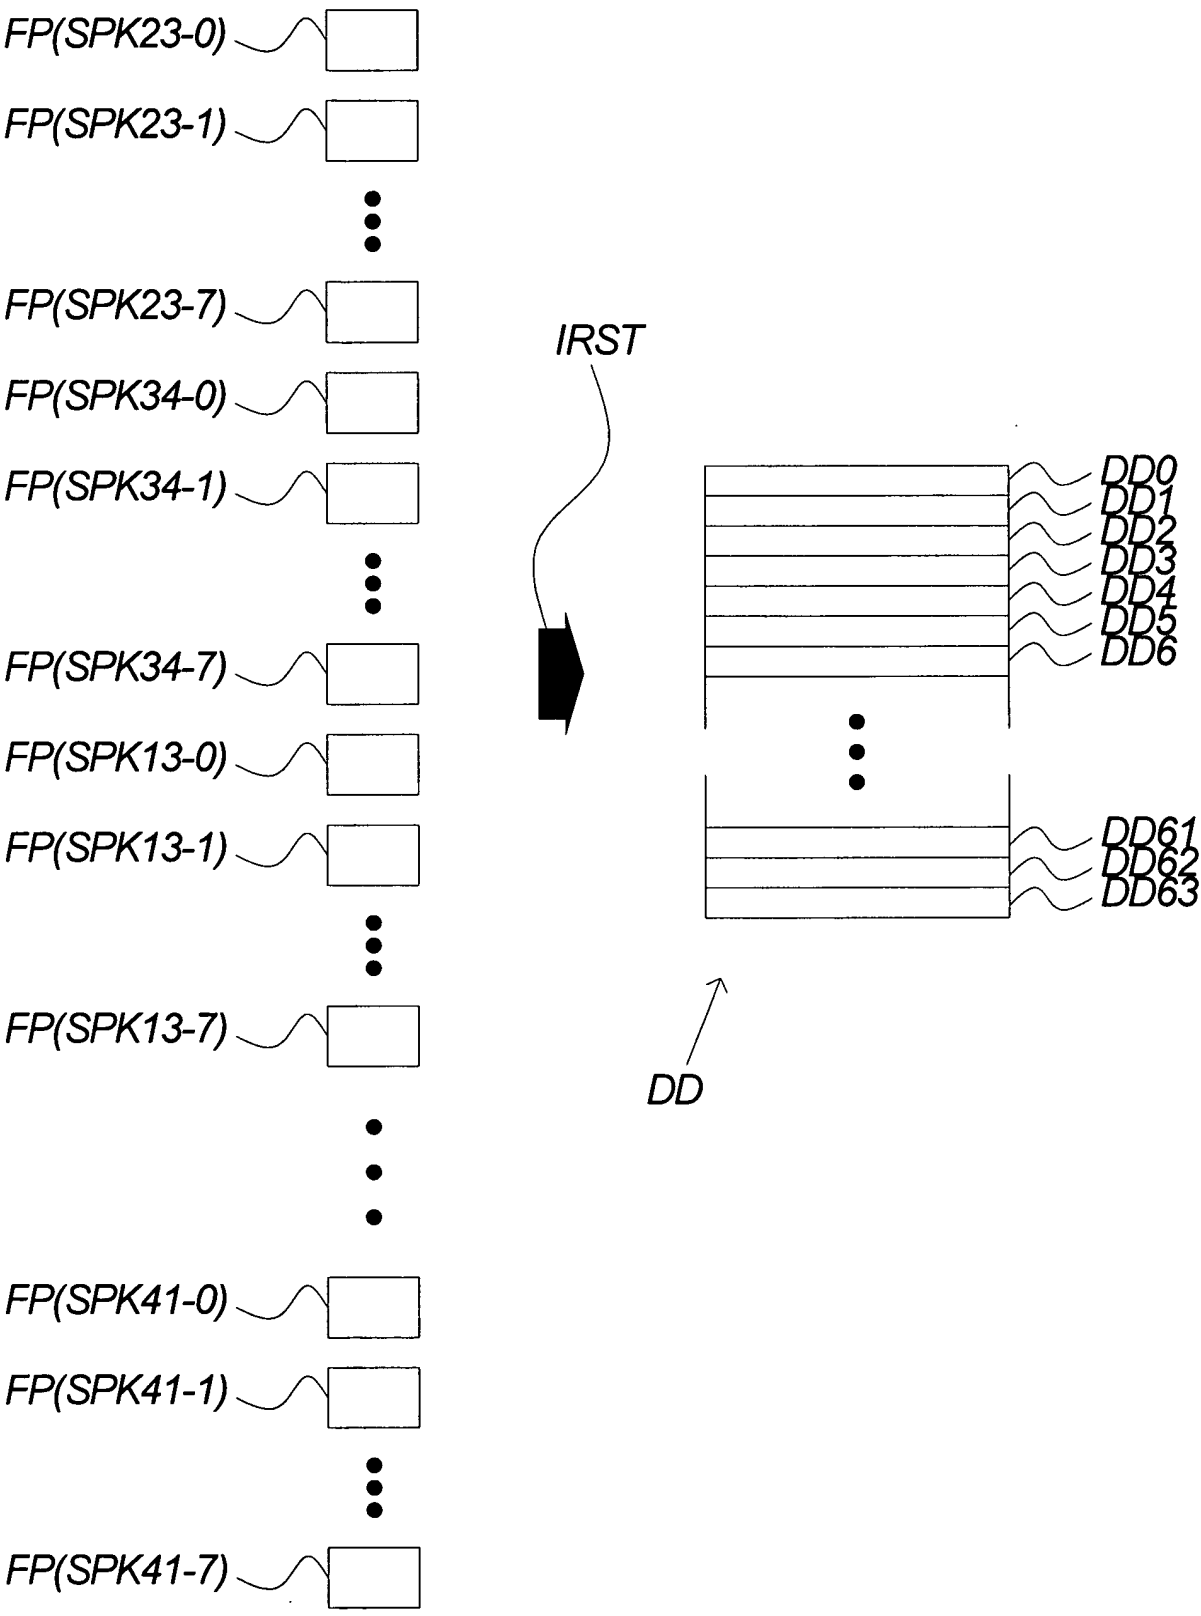 FP(SPK23-0)
FP(SPK23-1)
FP(SPK23-7)
FP(SPK34-0)
FP(SPK34-1)
FP(SPK34-7)
FP(SPK13-0)
FP(SPK13-1)
FP(SPK13-7)
FP(SPK41-0)
FP(SPK41-1)
FP(SPK41-7)
IRST
DD0
DD1
DD2
DD3
DD4
DD5
DD6
DD61
DD62
DD63
DD